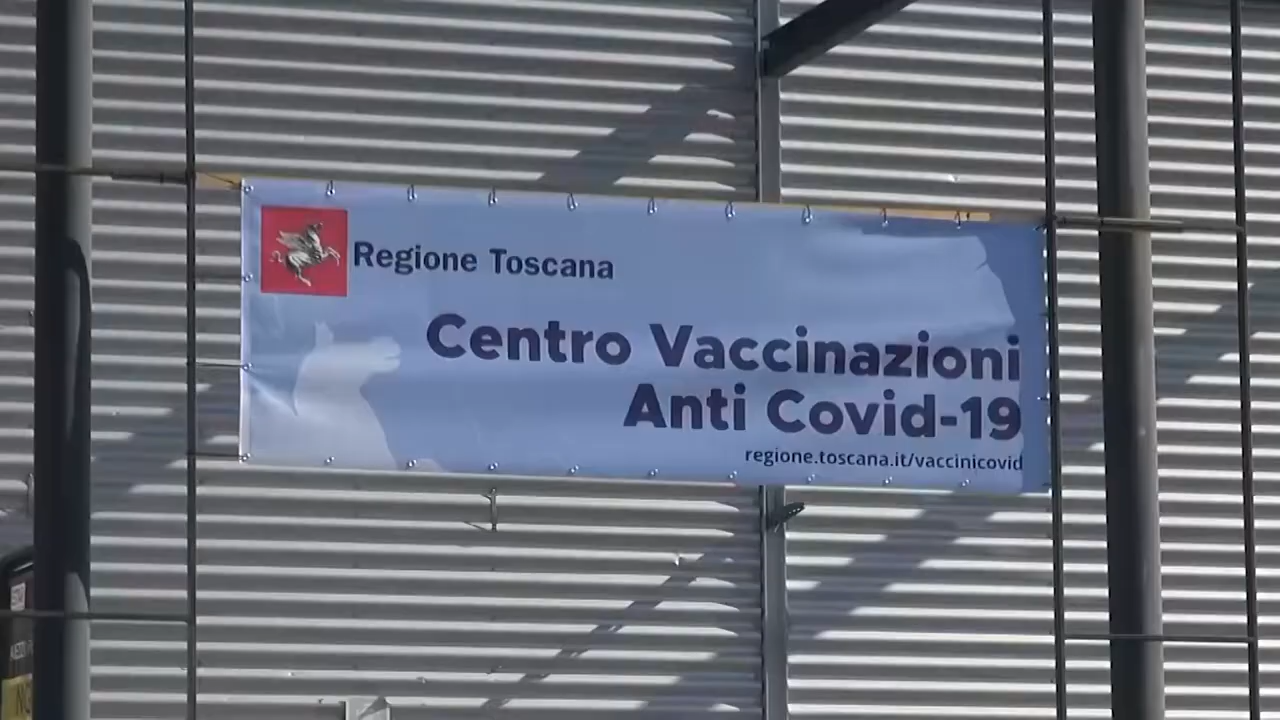 Regione Toscana
Centro Vaccinazioni
Anti Covid-19
regione.toscana.it/vaccinicovid